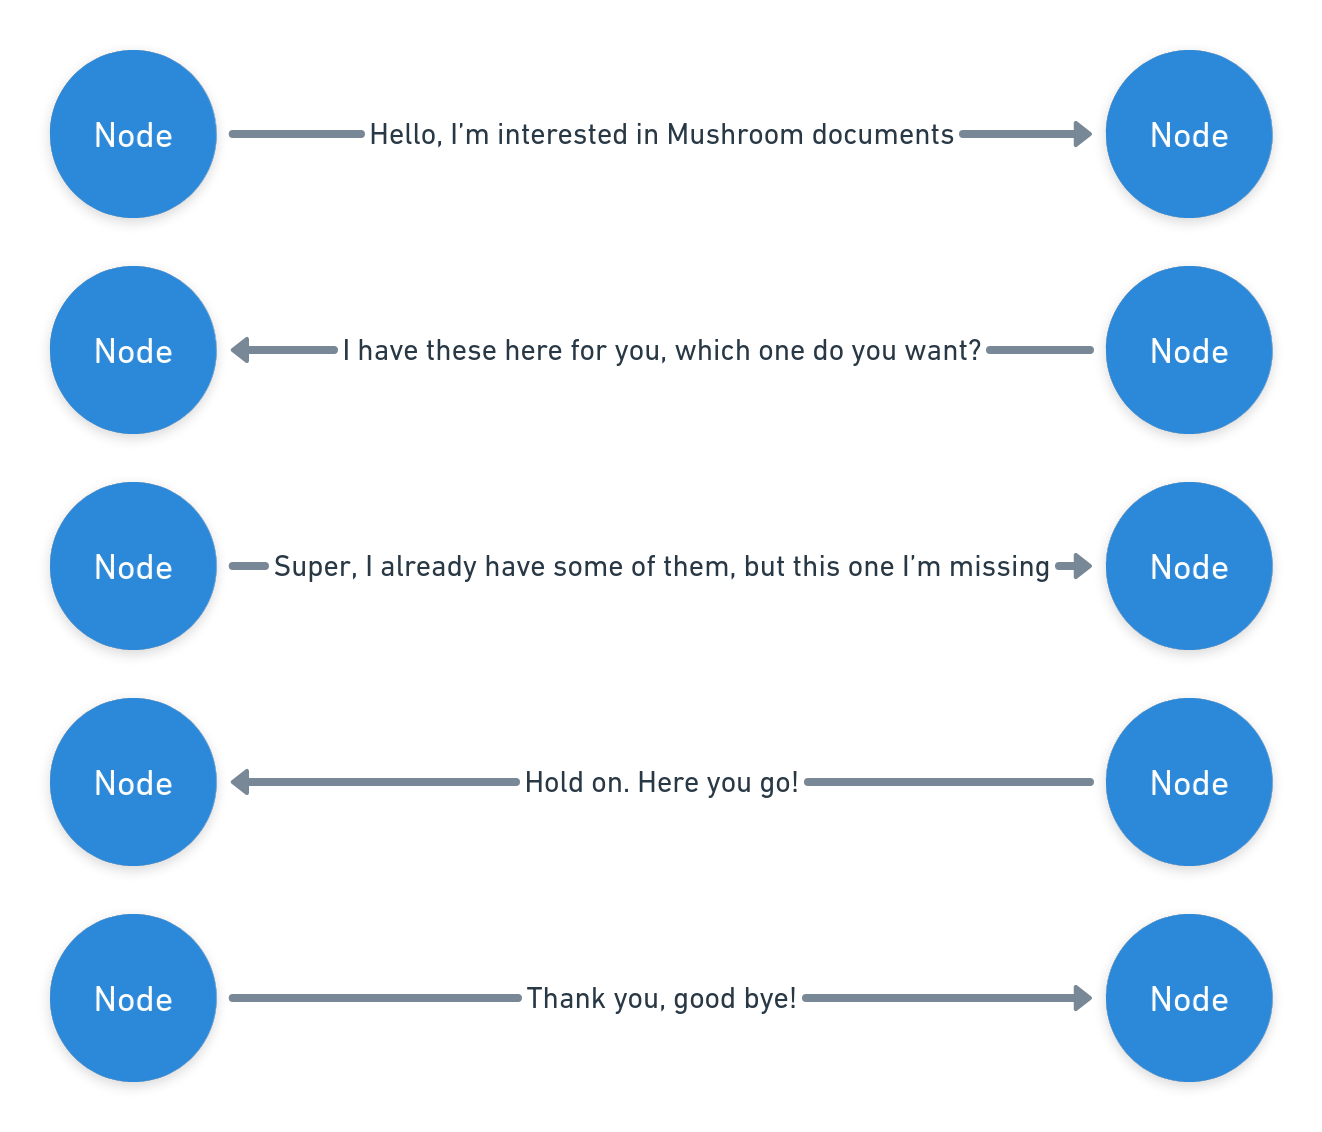 Node Hello, I’m interested in Mushroom documents Node
Node I have these here for you, which one do you want? Node
Node Super, I already have some of them, but this one I’m missing Node
Node Hold on. Here you go! Node
Node Thank you, good bye! Node